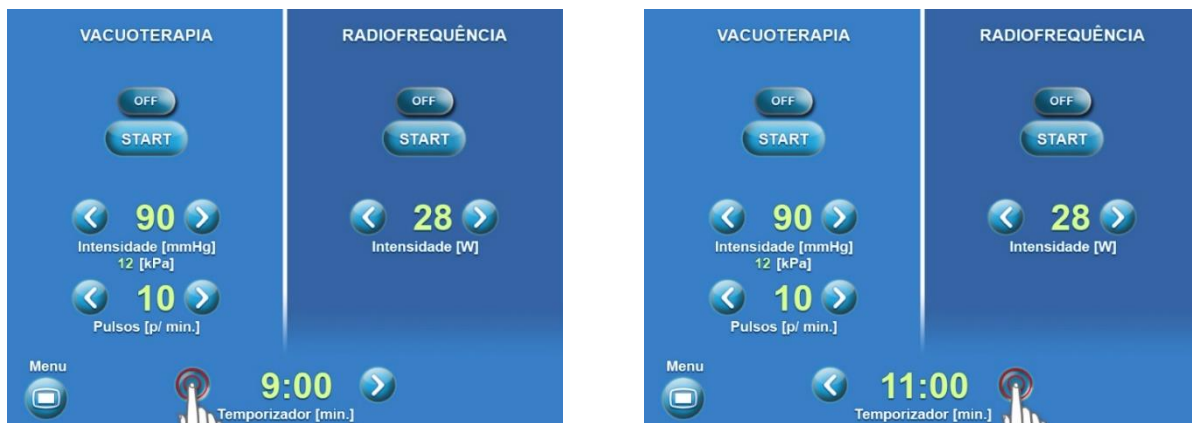 VACUOTERAPIA
RADIOFREQUÊNCIA
OFF
START
OFF
START
90
28
Intensidade [mmHg]
Intensidade [W]
12 [kPa]
10
Pulsos [p/ min.]
Menu
9:00
Temporizador [min.]
VACUOTERAPIA
RADIOFREQUÊNCIA
OFF
START
OFF
START
90
28
Intensidade [mmHg]
Intensidade [W]
12 [kPa]
10
Pulsos [p/ min.]
Menu
11:00
Temporizador [min.]